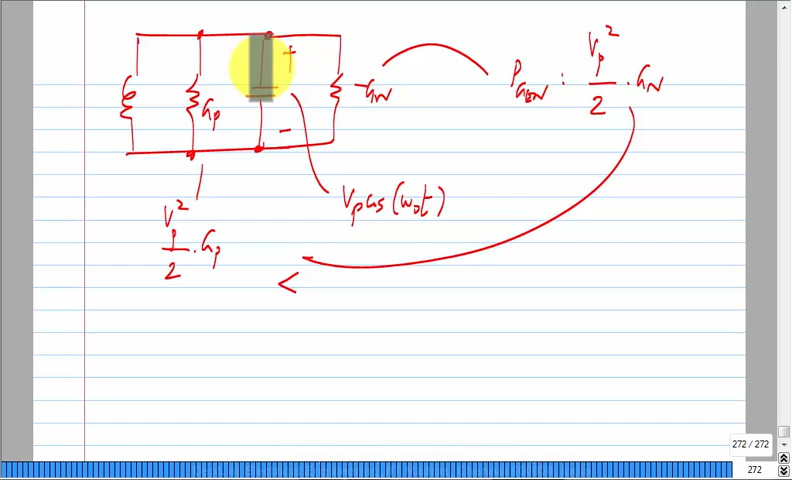 +
Gp
-GN
PGEN : Vp²/2 . GN
-
Vp cos(ω₀t)
Vp²/2 . Gp
<
272 / 272
272